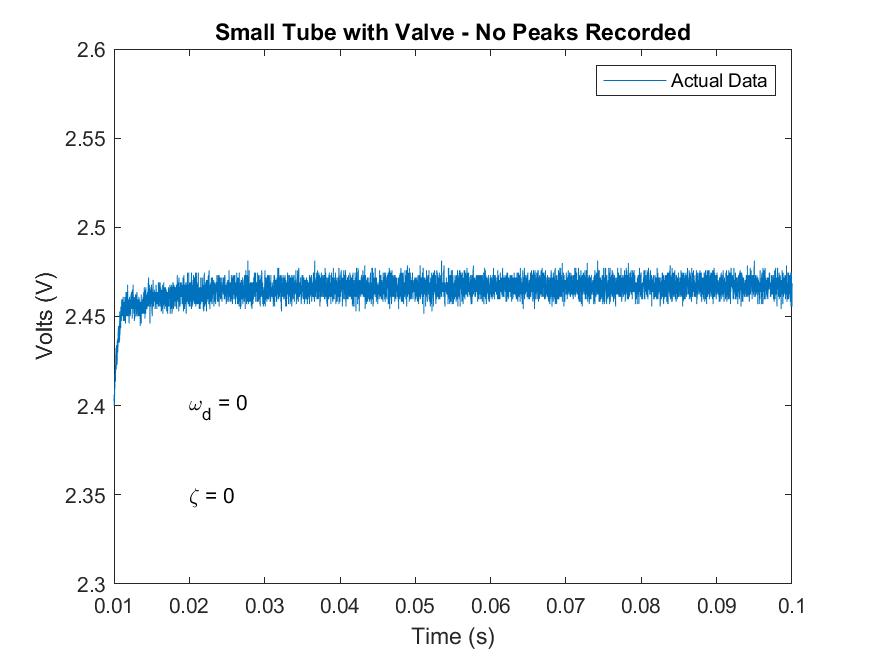 Small Tube with Valve - No Peaks Recorded
2.6
Actual Data
2.55
2.5
2.45
2.4
2.35
2.3
Volts (V)
ω_d = 0
ζ = 0
0.01 0.02 0.03 0.04 0.05 0.06 0.07 0.08 0.09 0.1
Time (s)